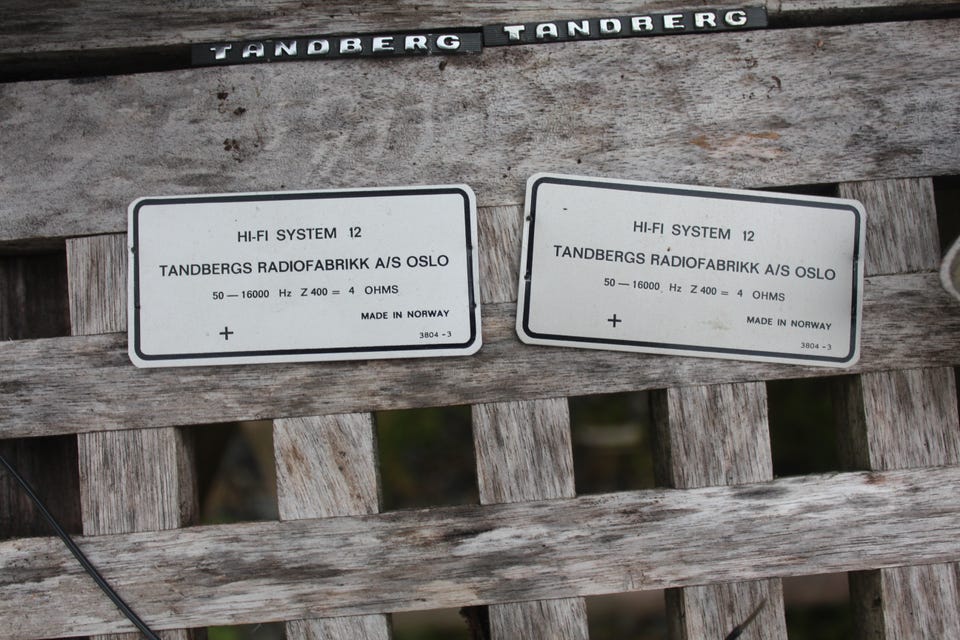 TANDBERG
TANDBERG
HI-FI SYSTEM 12
TANDBERGS RADIOFABRIKK A/S OSLO
50 — 16000 Hz Z 400 = 4 OHMS
MADE IN NORWAY
+
3804 -3
HI-FI SYSTEM 12
TANDBERGS RADIOFABRIKK A/S OSLO
50 — 16000 Hz Z 400 = 4 OHMS
MADE IN NORWAY
+
3804 -3